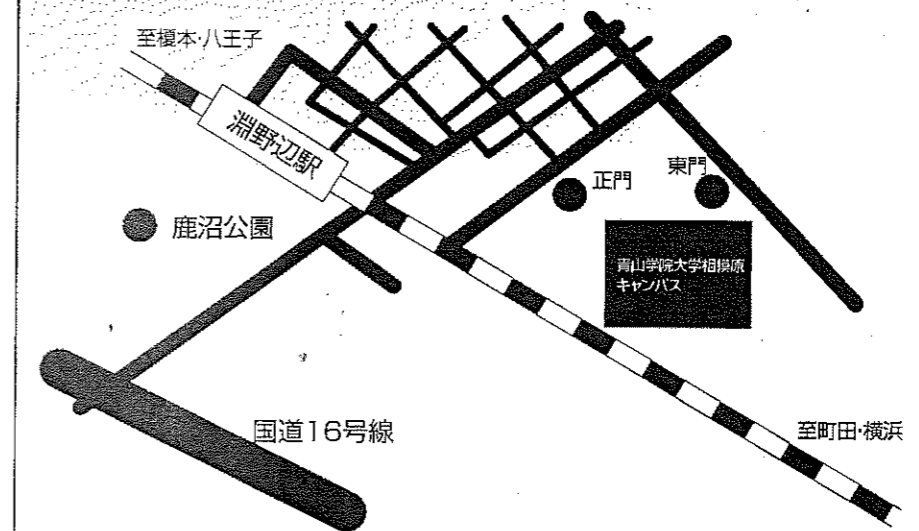 至榎本·八王子
淵野辺駅
正門
東門
鹿沼公園
青山学院大学相模原
キャンパス
国道16号線
至町田·横浜